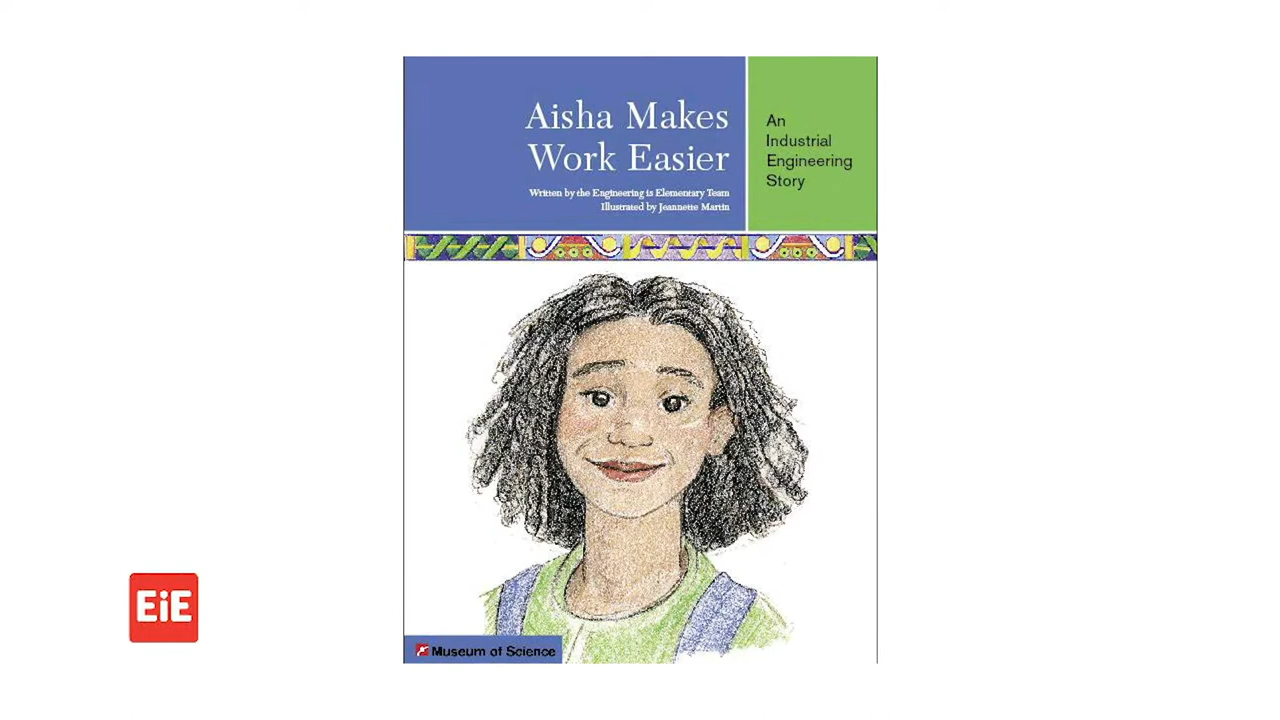 Aisha Makes
Work Easier
Written by the Engineering is Elementary Team
Illustrated by Jeannette Martin
An
Industrial
Engineering
Story
EiE
Museum of Science